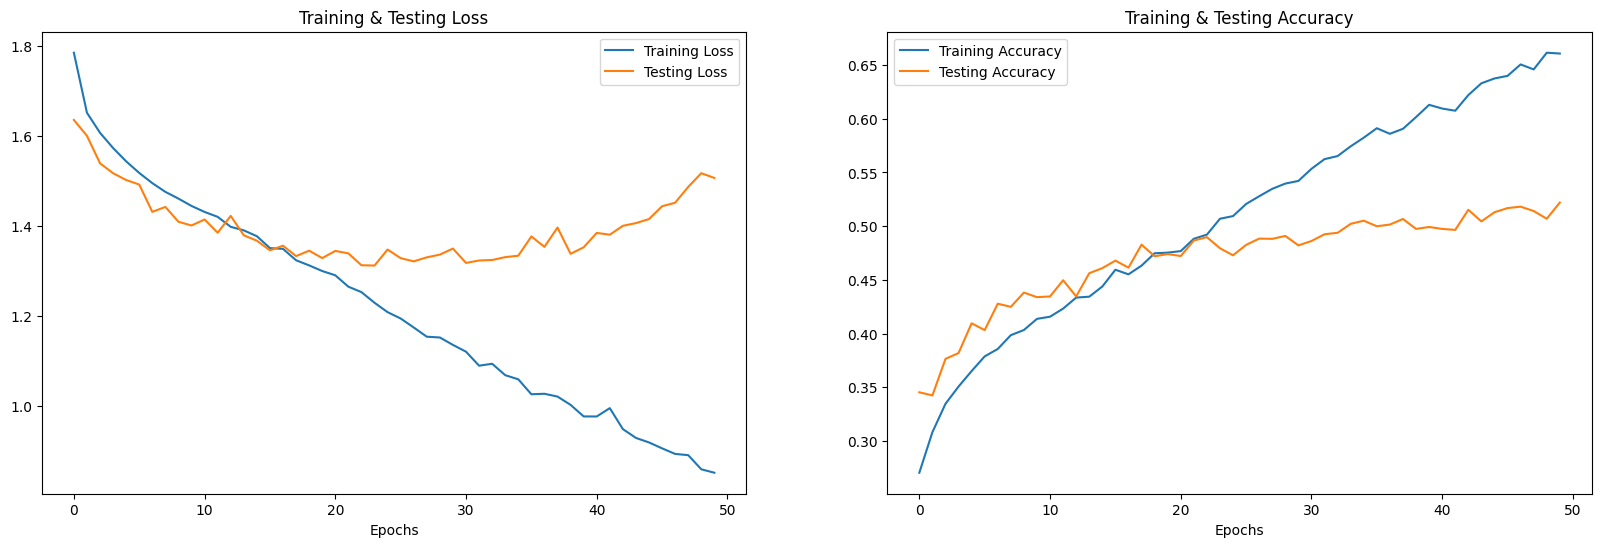 Training & Testing Loss
1.8
1.6
1.4
1.2
1.0
Training Loss
Testing Loss
0 10 20 30 40 50
Epochs
Training & Testing Accuracy
0.65
0.60
0.55
0.50
0.45
0.40
0.35
0.30
Training Accuracy
Testing Accuracy
0 10 20 30 40 50
Epochs